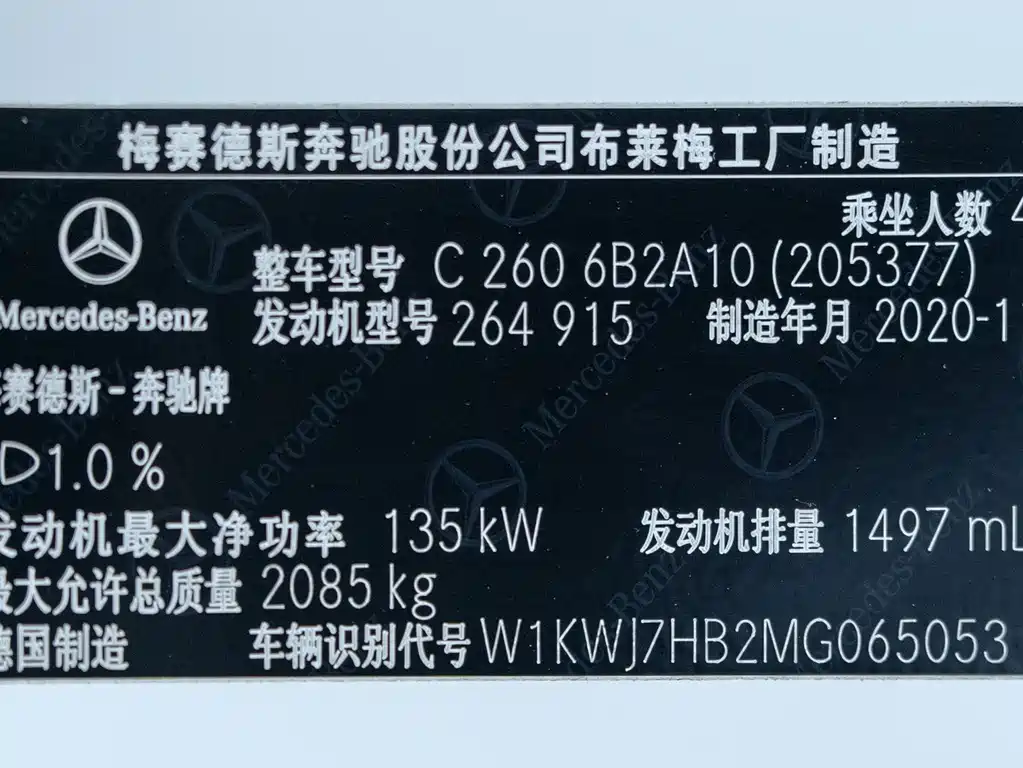 梅赛德斯奔驰股份公司布莱梅工厂制造
乘坐人数 4
整车型号 C 260 6B2A10 (205377)
Mercedes-Benz
发动机型号 264 915 制造年月 2020-1
赛德斯-奔驰牌
1.0 %
发动机最大净功率 135 kW 发动机排量 1497 mL
最大允许总质量 2085 kg
德国制造 车辆识别代号 W1KWJ7HB2MG065053